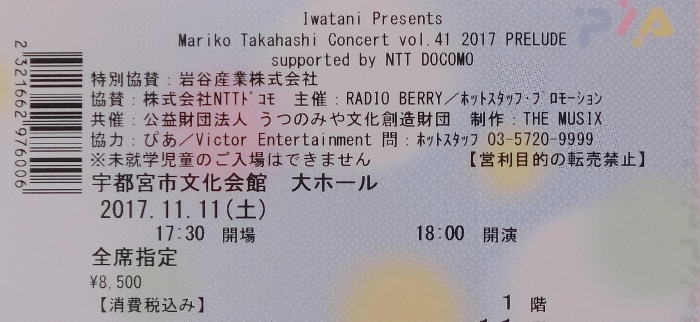 Iwatani Presents
PIA
Mariko Takahashi Concert vol.41 2017 PRELUDE
supported by NTT DOCOMO
特別協賛：岩谷産業株式会社
協賛：株式会社NTTﾄﾞｺﾓ 主催：RADIO BERRY／ﾎｯﾄｽﾀｯﾌ･ﾌﾟﾛﾓｰｼｮﾝ
共催：公益財団法人 うつのみや文化創造財団 制作：THE MUSIX
協力：ぴあ／Victor Entertainment 問：ﾎｯﾄｽﾀｯﾌ 03-5720-9999
※未就学児童のご入場はできません 【営利目的の転売禁止】
宇都宮市文化会館 大ホール
2017.11.11(土)
17:30 開場 18:00 開演
全席指定
¥8,500
【消費税込み】
1 階
213216621976006